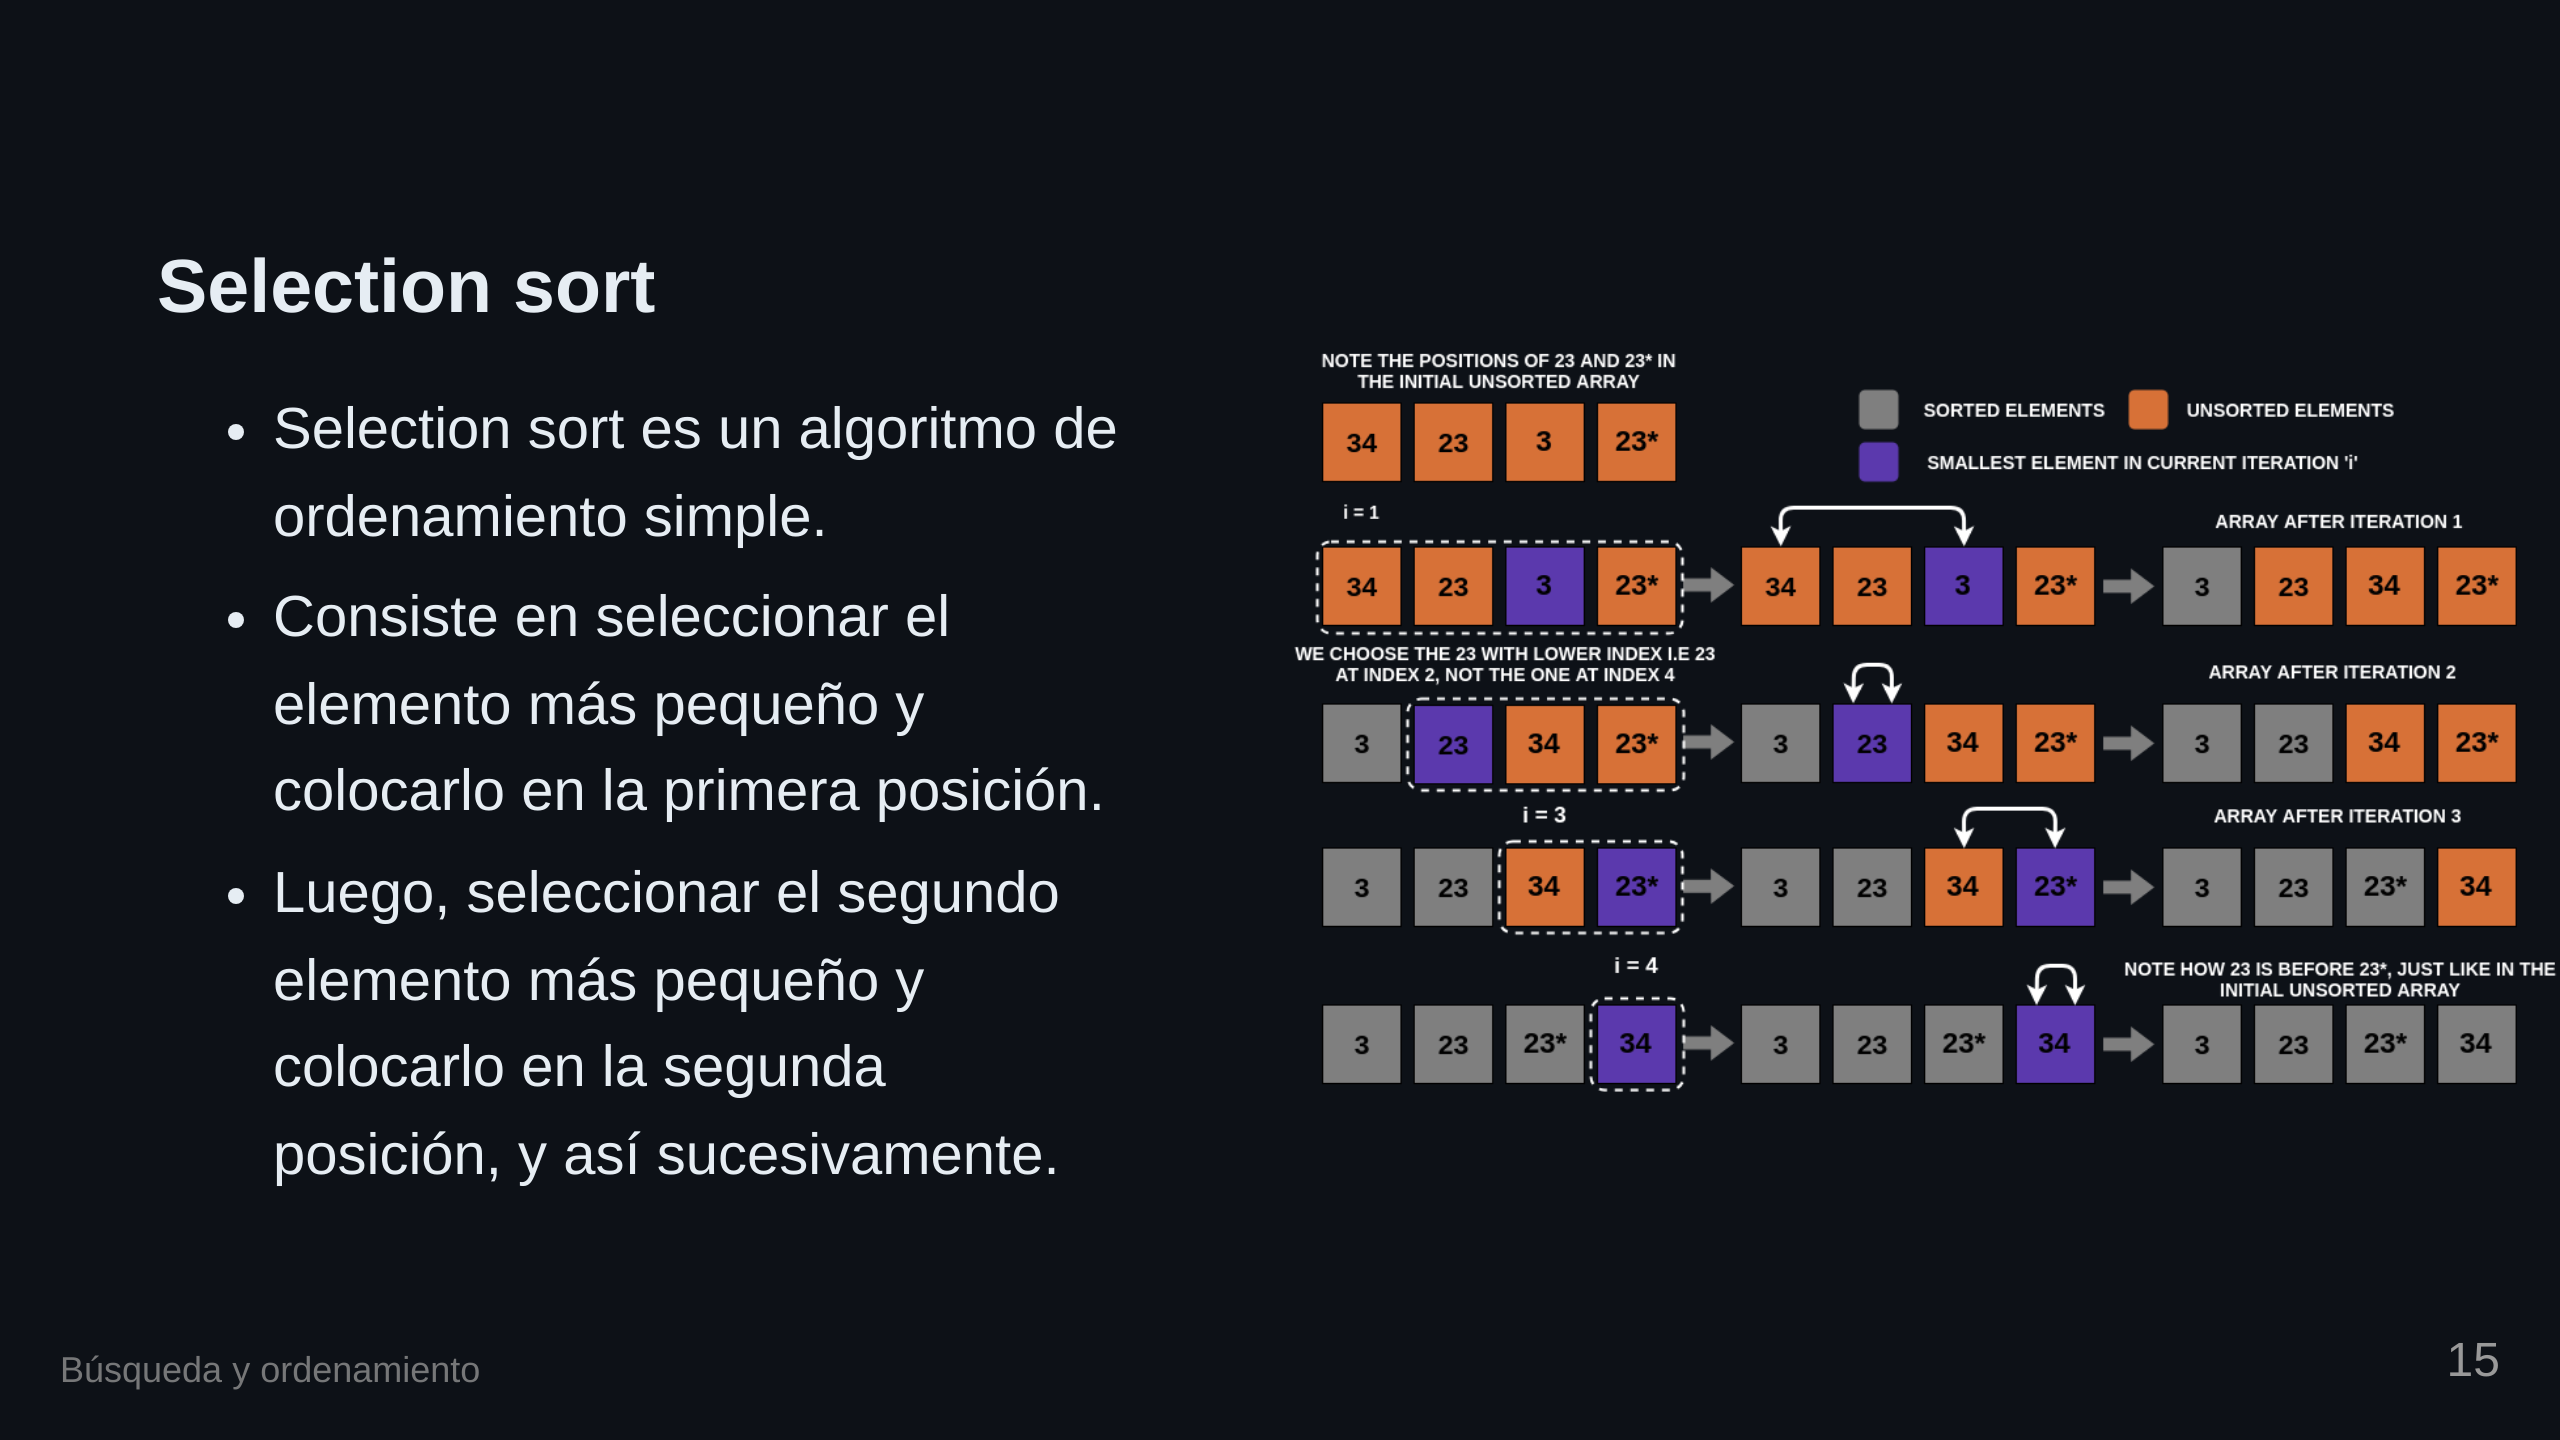 Selection sort
Selection sort es un algoritmo de
ordenamiento simple.
Consiste en seleccionar el
elemento más pequeño y
colocarlo en la primera posición.
Luego, seleccionar el segundo
elemento más pequeño y
colocarlo en la segunda
posición, y así sucesivamente.
NOTE THE POSITIONS OF 23 AND 23* IN
THE INITIAL UNSORTED ARRAY
34 23 3 23*
SORTED ELEMENTS UNSORTED ELEMENTS
SMALLEST ELEMENT IN CURRENT ITERATION 'i'
i = 1
ARRAY AFTER ITERATION 1
34 23 3 23* 34 23 3 23* 3 23 34 23*
WE CHOOSE THE 23 WITH LOWER INDEX I.E 23
AT INDEX 2, NOT THE ONE AT INDEX 4
ARRAY AFTER ITERATION 2
3 23 34 23* 3 23 34 23* 3 23 34 23*
i = 3
ARRAY AFTER ITERATION 3
3 23 34 23* 3 23 34 23* 3 23 23* 34
i = 4
NOTE HOW 23 IS BEFORE 23*, JUST LIKE IN THE
INITIAL UNSORTED ARRAY
3 23 23* 34 3 23 23* 34 3 23 23* 34
Búsqueda y ordenamiento
15